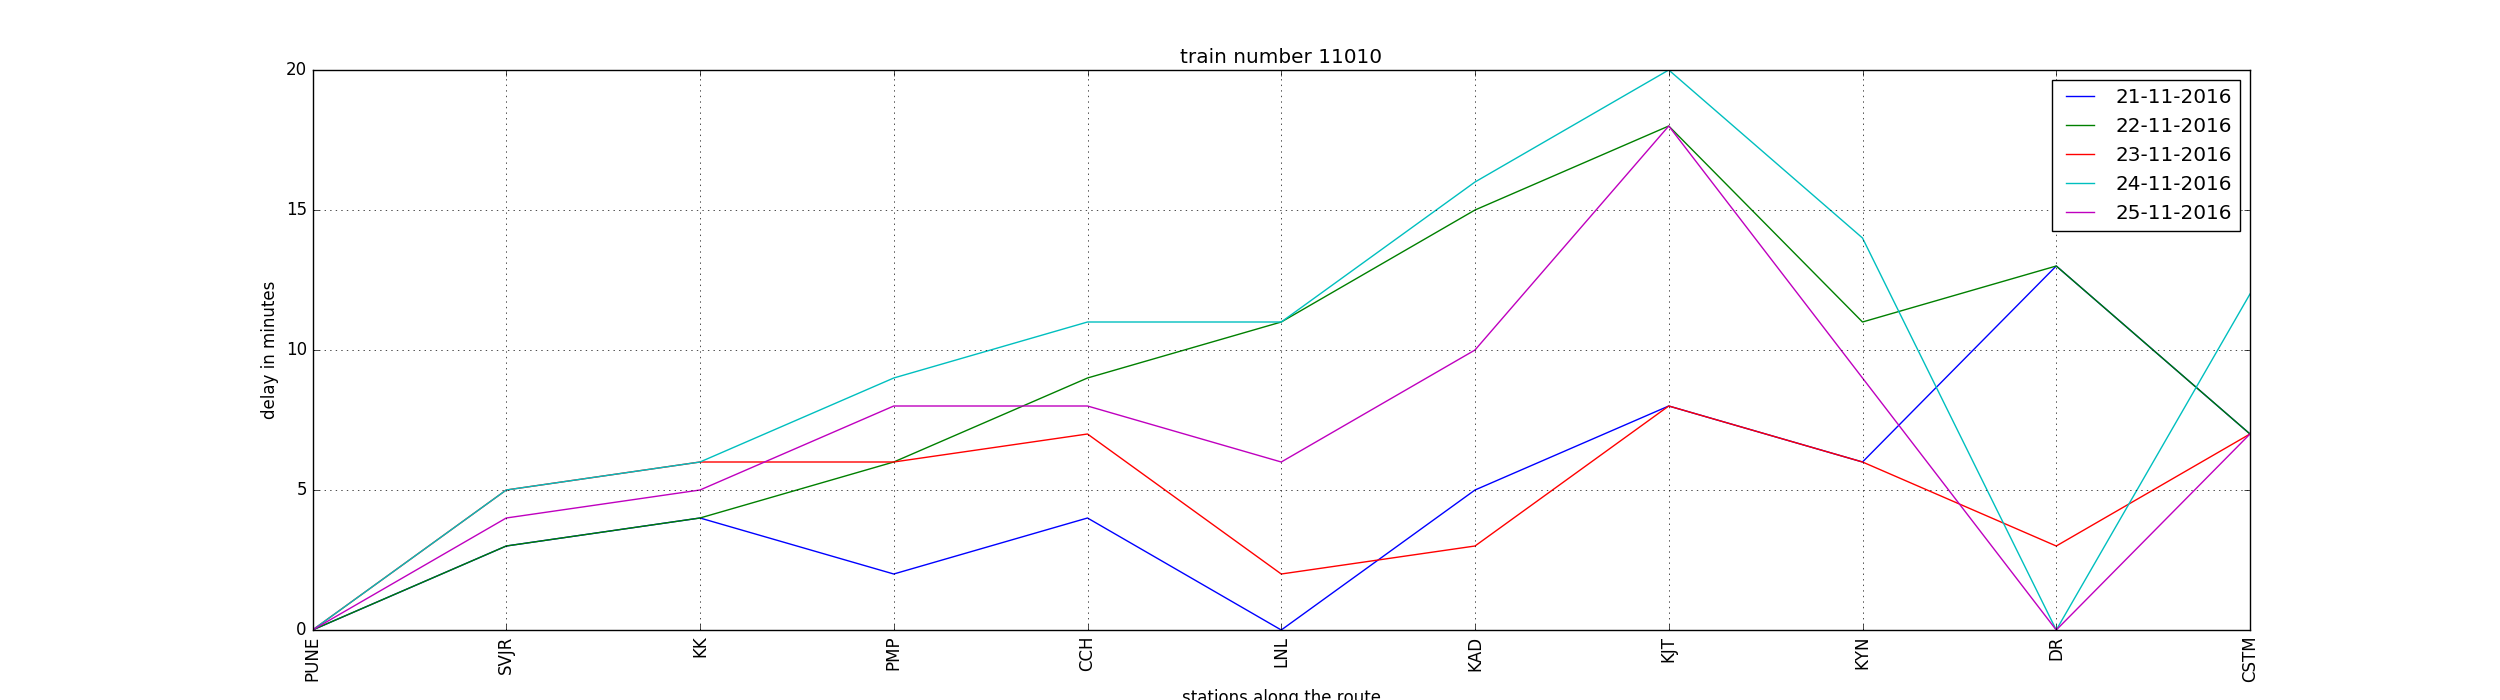 train number 11010
20
15
10
5
0
delay in minutes
21-11-2016
22-11-2016
23-11-2016
24-11-2016
25-11-2016
PUNE
SVJR
KK
PMP
CCH
LNL
KAD
KJT
KYN
DR
CSTM
stations along the route